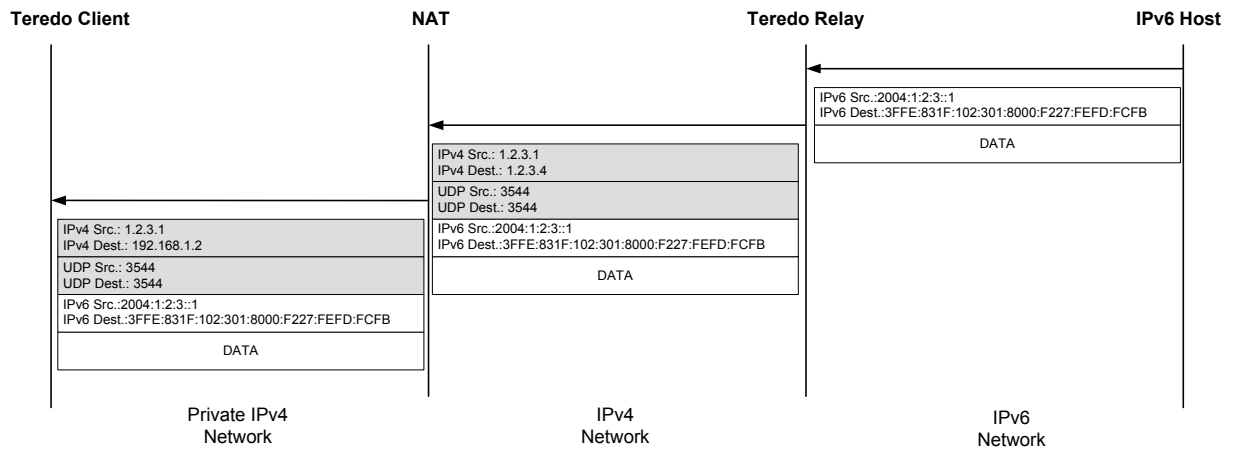 Teredo Client
NAT
Teredo Relay
IPv6 Host
IPv6 Src.:2004:1:2:3::1
IPv6 Dest.:3FFE:831F:102:301:8000:F227:FEFD:FCFB
DATA
IPv4 Src.: 1.2.3.1
IPv4 Dest.: 1.2.3.4
UDP Src.: 3544
UDP Dest.: 3544
IPv6 Src.:2004:1:2:3::1
IPv6 Dest.:3FFE:831F:102:301:8000:F227:FEFD:FCFB
DATA
IPv4 Src.: 1.2.3.1
IPv4 Dest.: 192.168.1.2
UDP Src.: 3544
UDP Dest.: 3544
IPv6 Src.:2004:1:2:3::1
IPv6 Dest.:3FFE:831F:102:301:8000:F227:FEFD:FCFB
DATA
Private IPv4
Network
IPv4
Network
IPv6
Network